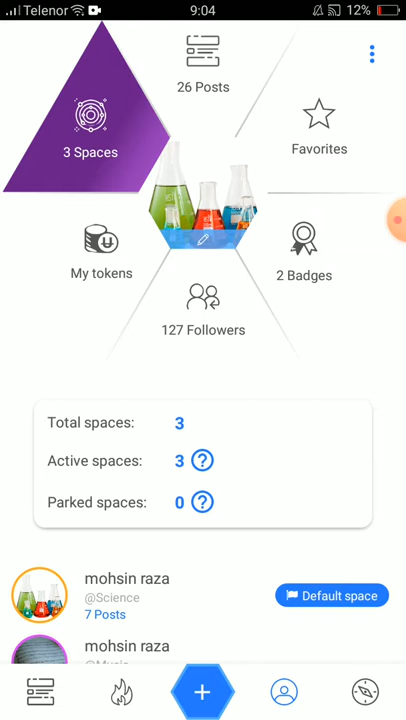 Telenor 9:04 12%
26 Posts
3 Spaces
Favorites
My tokens
2 Badges
127 Followers
Total spaces: 3
Active spaces: 3 ?
Parked spaces: 0 ?
mohsin raza
@Science
Default space
7 Posts
mohsin raza
@Music